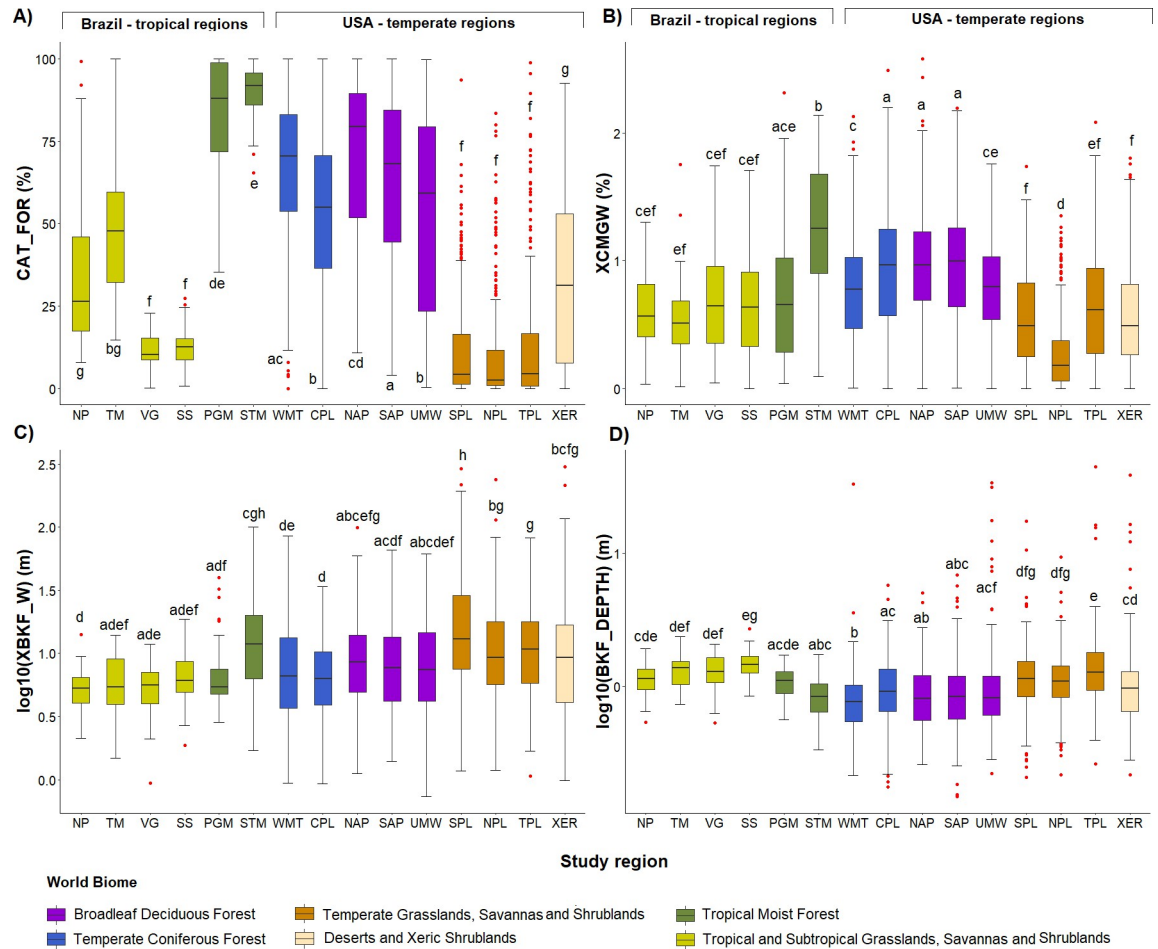 A)
Brazil - tropical regions
USA - temperate regions
CAT_FOR (%)
100
75
50
25
0
g
bg
f
f
de
e
ac
b
cd
a
b
f
f
f
g
NP TM VG SS PGM STM WMT CPL NAP SAP UMW SPL NPL TPL XER
B)
Brazil - tropical regions
USA - temperate regions
XCMGW (%)
2
1
0
cef
ef
cef
cef
ace
b
c
a
a
a
ce
f
d
ef
f
NP TM VG SS PGM STM WMT CPL NAP SAP UMW SPL NPL TPL XER
C)
log10(XBKF_W) (m)
2.5
2.0
1.5
1.0
0.5
0.0
d
adef
ade
adef
adf
cgh
de
d
abcefg
acdf
abcdef
h
bg
g
bcfg
NP TM VG SS PGM STM WMT CPL NAP SAP UMW SPL NPL TPL XER
D)
log10(BKF_DEPTH) (m)
1
0
cde
def
def
eg
acde
abc
b
ac
ab
abc
acf
dfg
dfg
e
cd
NP TM VG SS PGM STM WMT CPL NAP SAP UMW SPL NPL TPL XER
Study region
World Biome
Broadleaf Deciduous Forest
Temperate Grasslands, Savannas and Shrublands
Tropical Moist Forest
Temperate Coniferous Forest
Deserts and Xeric Shrublands
Tropical and Subtropical Grasslands, Savannas and Shrublands